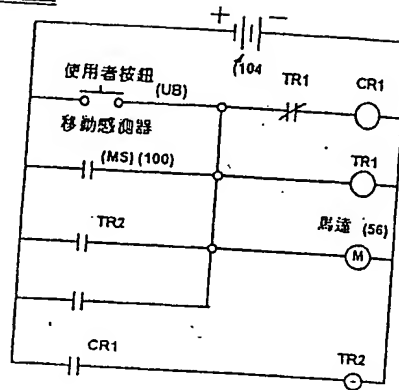 + −
(104
使用者按鈕
(UB)
TR1
CR1
移動感測器
(MS) (100)
TR1
TR2
馬達 (56)
M
CR1
TR2